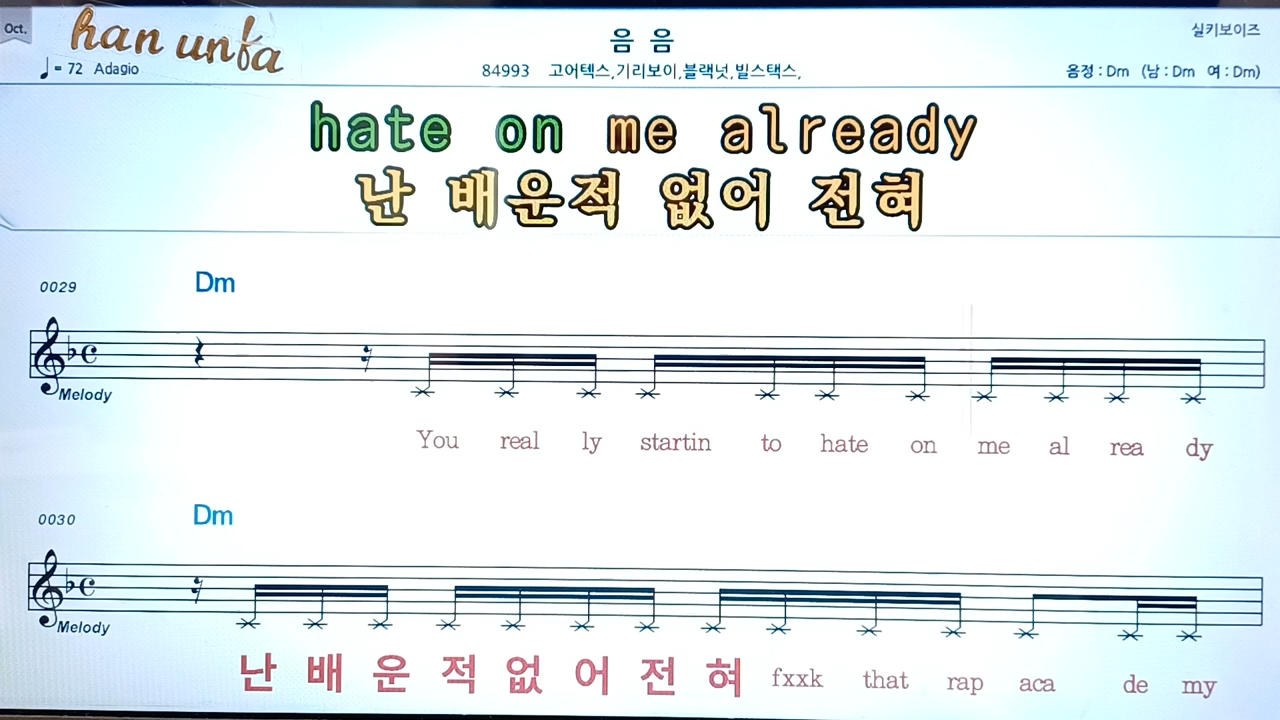 Oct.
han unfa
음 음
실키보이즈
♩ = 72 Adagio
84993 고어텍스,기리보이,블랙넛,빌스택스,
음정 : Dm (남 : Dm 여 : Dm)
hate on me already
난 배운적 없어 전혀
0029
Dm
Melody
You real ly startin to hate on me al rea dy
0030
Dm
Melody
난 배 운 적 없 어 전 혀 fxxk that rap aca de my